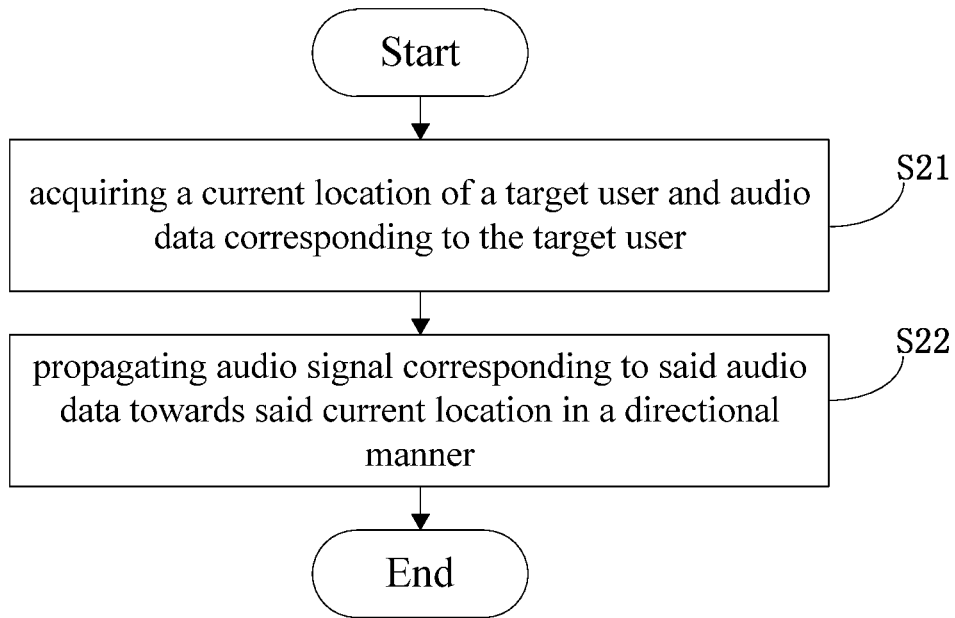 Start
acquiring a current location of a target user and audio
data corresponding to the target user
S21
propagating audio signal corresponding to said audio
data towards said current location in a directional
manner
S22
End